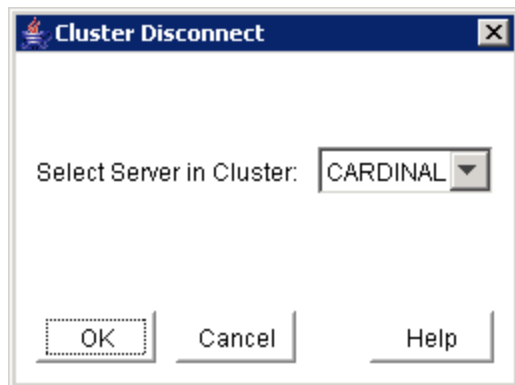 Cluster Disconnect
Select Server in Cluster: CARDINAL
OK Cancel Help